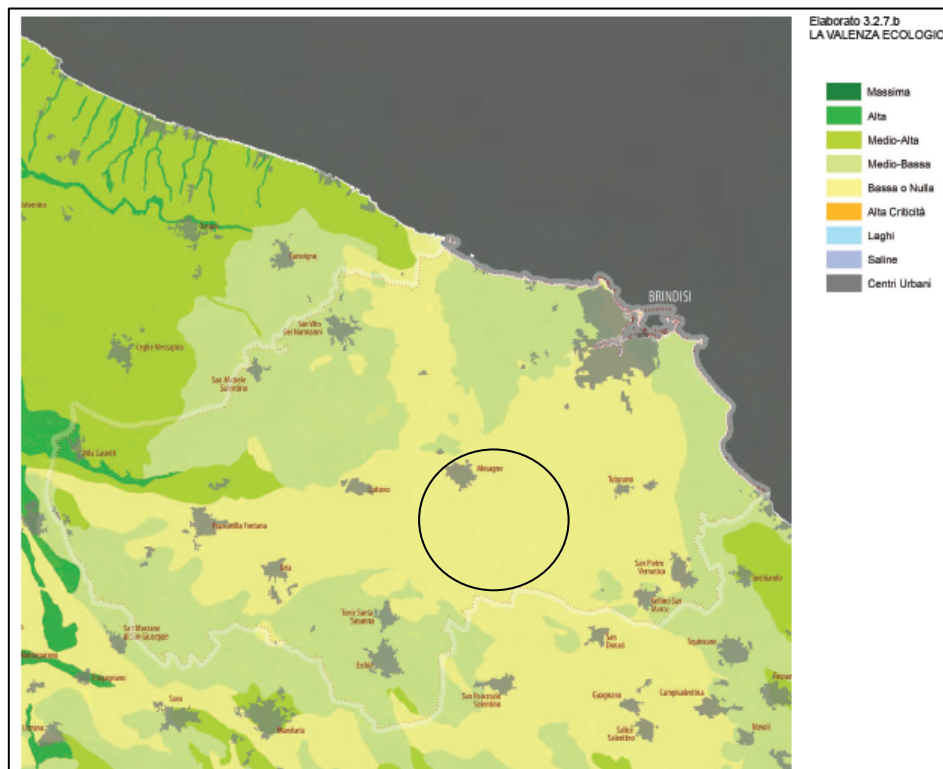 Elaborato 3.2.7.b
LA VALENZA ECOLOGIC
Massima
Alta
Medio-Alta
Medio-Bassa
Bassa o Nulla
Alta Criticità
Laghi
Saline
Centri Urbani
Carovigno
BRINDISI
San Vito
Dei Normanni
Ceglie Messapica
San Michele
Salentino
Villa Castelli
Mesagne
Latiano
Tuturano
Francavilla Fontana
Oria
San Pietro
Vernotico
Cellino San
Marco
Torre Santa
Susanna
San Marzano
di San Giuseppe
San
Donaci
Squinzano
Erchie
San Pancrazio
Salentino
Guagnano
Campi Salentina
Sava
Manduria
Salice
Salentino
Novoli